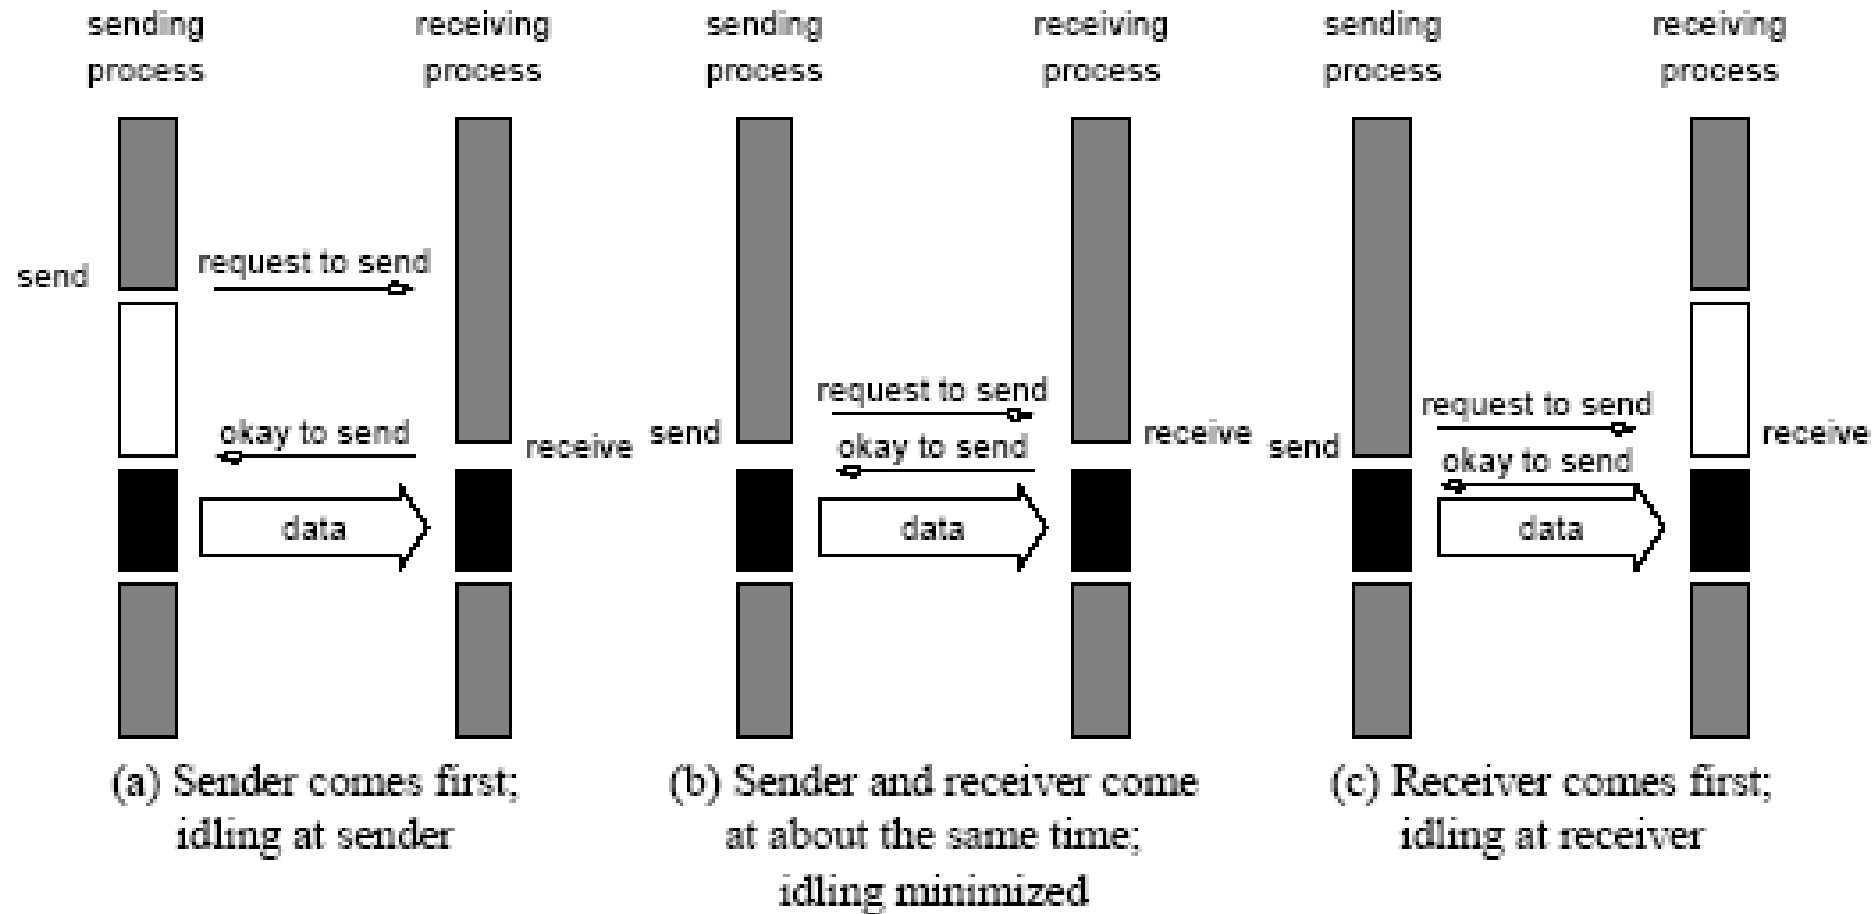 sending
process
receiving
process
sending
process
receiving
process
sending
process
receiving
process
send
request to send
okay to send
receive
data
send
request to send
okay to send
receive
data
send
request to send
okay to send
receive
data
(a) Sender comes first;
idling at sender
(b) Sender and receiver come
at about the same time;
idling minimized
(c) Receiver comes first;
idling at receiver